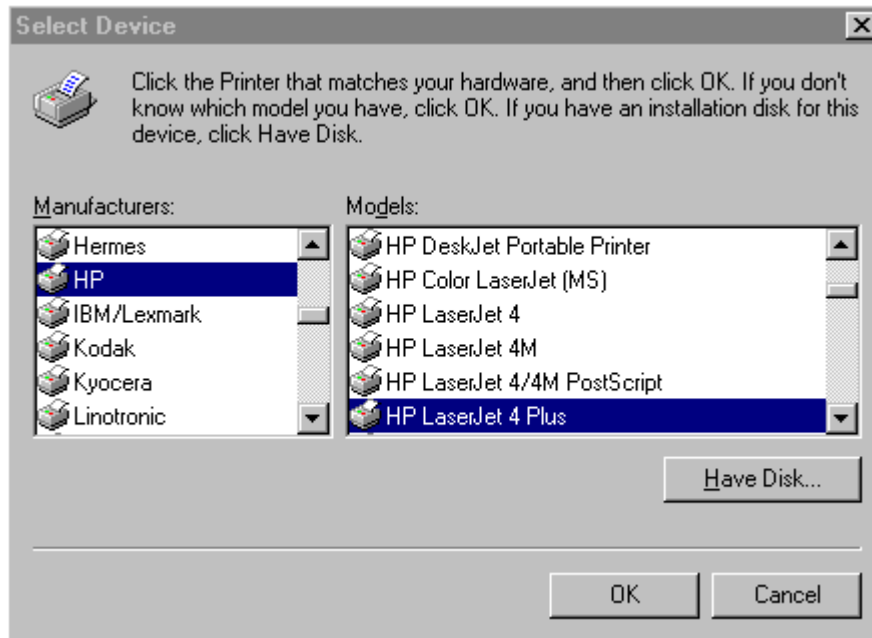 Select Device
Click the Printer that matches your hardware, and then click OK. If you don't
know which model you have, click OK. If you have an installation disk for this
device, click Have Disk.
Manufacturers:
Hermes
HP
IBM/Lexmark
Kodak
Kyocera
Linotronic
Models:
HP DeskJet Portable Printer
HP Color LaserJet (MS)
HP LaserJet 4
HP LaserJet 4M
HP LaserJet 4/4M PostScript
HP LaserJet 4 Plus
Have Disk...
OK
Cancel